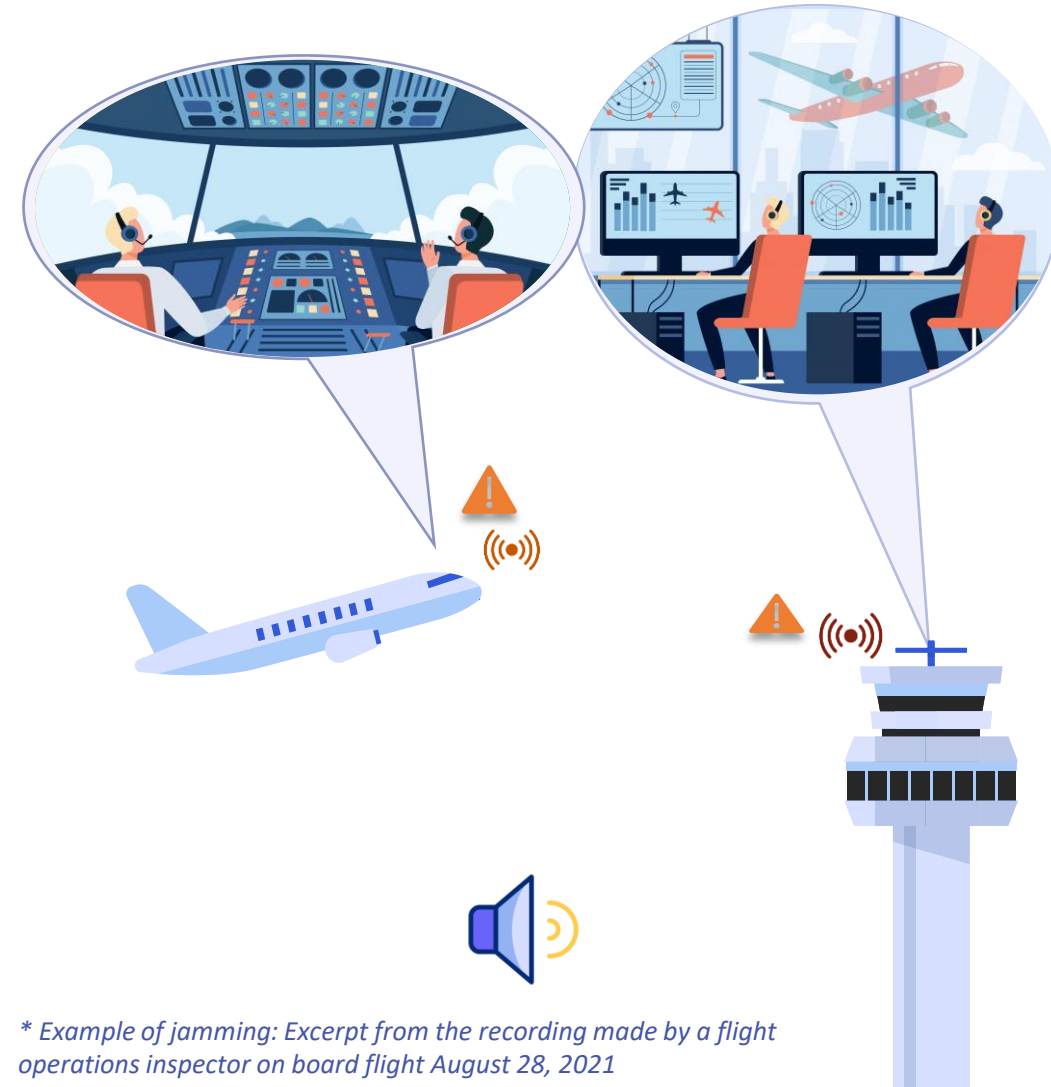 * Example of jamming: Excerpt from the recording made by a flight
operations inspector on board flight August 28, 2021